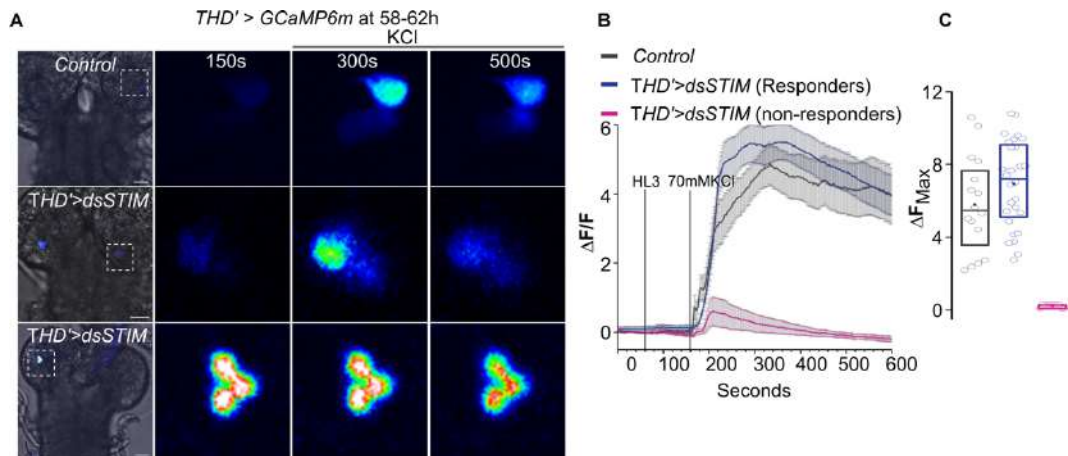 A
THD' > GCaMP6m at 58-62h
KCl
Control
150s
300s
500s
THD'>dsSTIM
THD'>dsSTIM
B
Control
THD'>dsSTIM (Responders)
THD'>dsSTIM (non-responders)
6
4
2
0
ΔF/F
HL3
70mMKCl
0 100 200 300 400 500 600
Seconds
C
12
8
4
0
ΔFMax